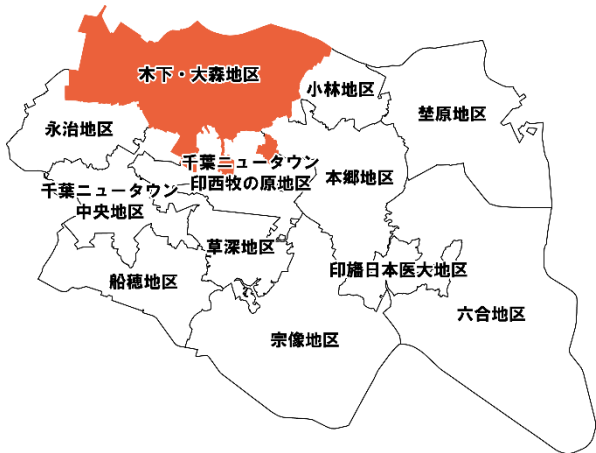 木下・大森地区
小林地区
埜原地区
永治地区
千葉ニュータウン
印西牧の原地区
本郷地区
千葉ニュータウン
中央地区
草深地区
印旛日本医大地区
船穂地区
六合地区
宗像地区